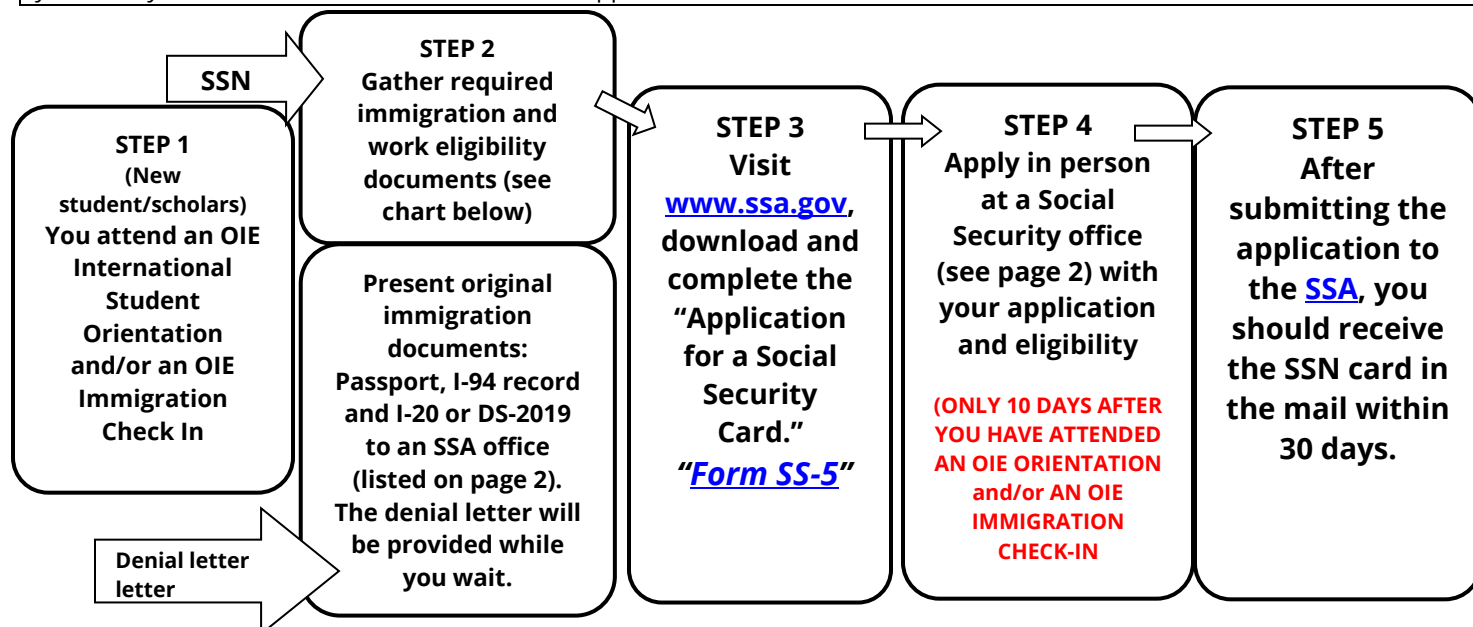 SSN
STEP 1
(New
student/scholars)
You attend an OIE
International
Student
Orientation
and/or an OIE
Immigration
Check In
STEP 2
Gather required
immigration and
work eligibility
documents (see
chart below)
Present original
immigration
documents:
Passport, I-94 record
and I-20 or DS-2019
to an SSA office
(listed on page 2).
The denial letter will
be provided while
you wait.
Denial letter
letter
STEP 3
Visit
www.ssa.gov,
download and
complete the
“Application
for a Social
Security
Card.”
“Form SS-5”
STEP 4
Apply in person
at a Social
Security office
(see page 2) with
your application
and eligibility
(ONLY 10 DAYS AFTER
YOU HAVE ATTENDED
AN OIE ORIENTATION
and/or AN OIE
IMMIGRATION
CHECK-IN
STEP 5
After
submitting the
application to
the SSA, you
should receive
the SSN card in
the mail within
30 days.